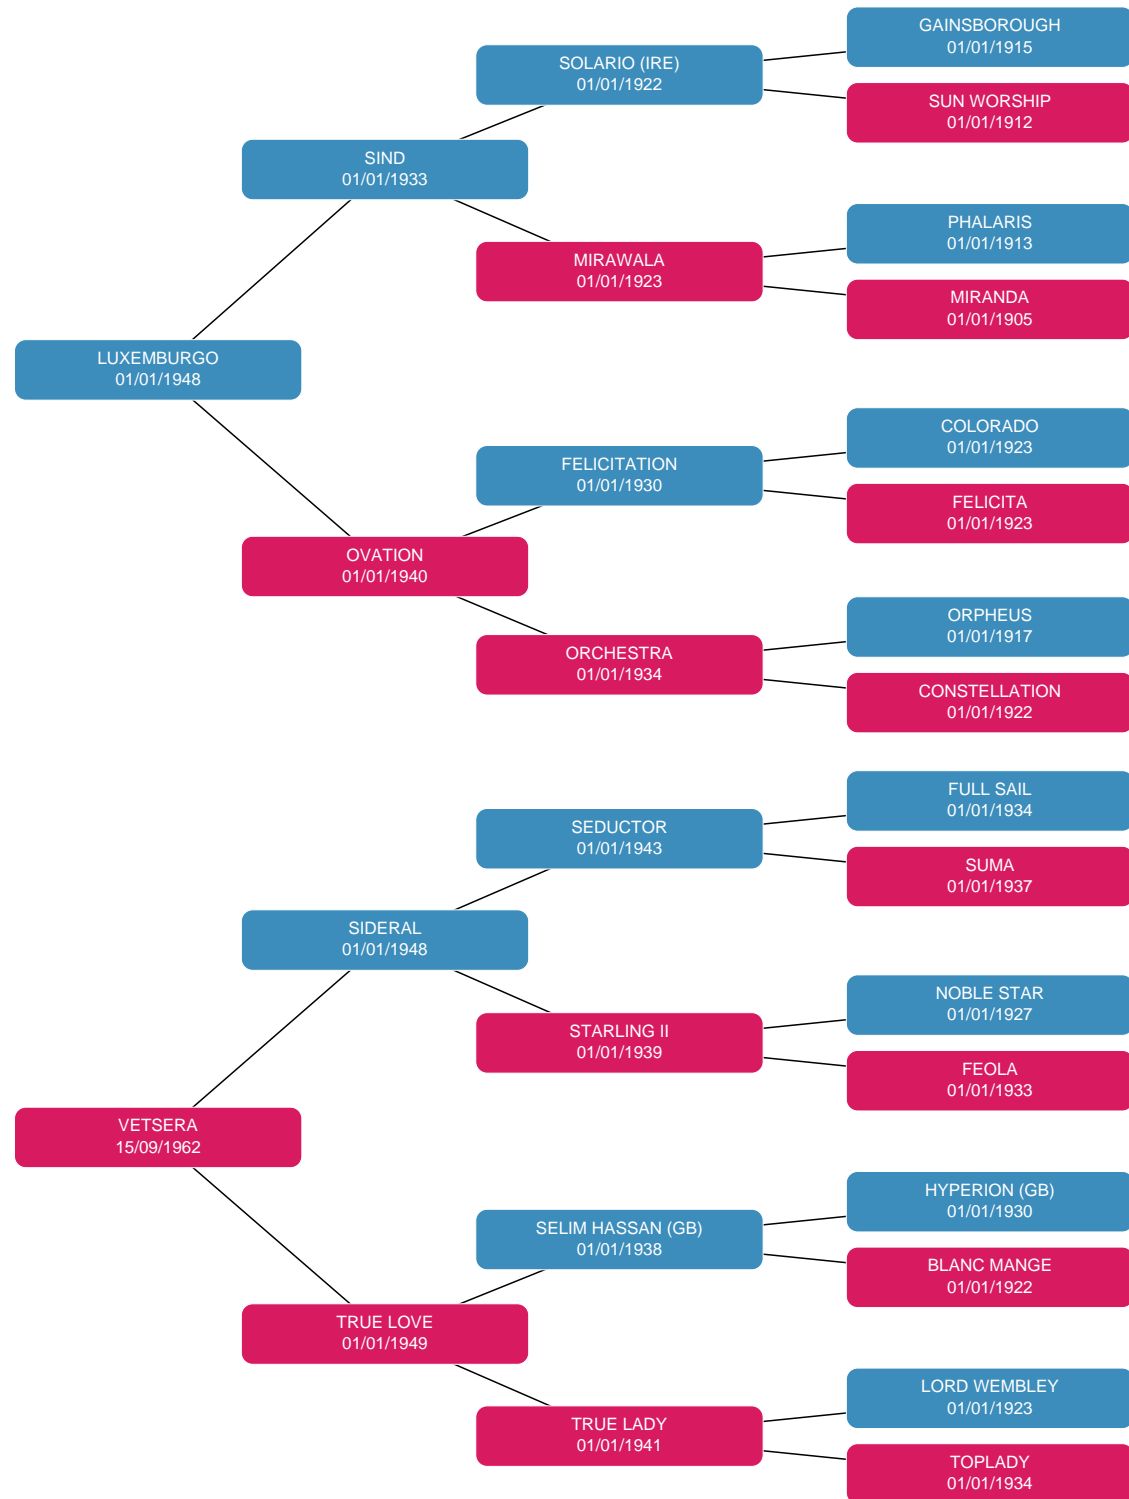 GAINSBOROUGH
01/01/1915
SOLARIO (IRE)
01/01/1922
SUN WORSHIP
01/01/1912
SIND
01/01/1933
PHALARIS
01/01/1913
MIRAWALA
01/01/1923
MIRANDA
01/01/1905
LUXEMBURGO
01/01/1948
COLORADO
01/01/1923
FELICITATION
01/01/1930
FELICITA
01/01/1923
OVATION
01/01/1940
ORPHEUS
01/01/1917
ORCHESTRA
01/01/1934
CONSTELLATION
01/01/1922
FULL SAIL
01/01/1934
SEDUCTOR
01/01/1943
SUMA
01/01/1937
SIDERAL
01/01/1948
NOBLE STAR
01/01/1927
STARLING II
01/01/1939
FEOLA
01/01/1933
VETSERA
15/09/1962
HYPERION (GB)
01/01/1930
SELIM HASSAN (GB)
01/01/1938
BLANC MANGE
01/01/1922
TRUE LOVE
01/01/1949
LORD WEMBLEY
01/01/1923
TRUE LADY
01/01/1941
TOPLADY
01/01/1934